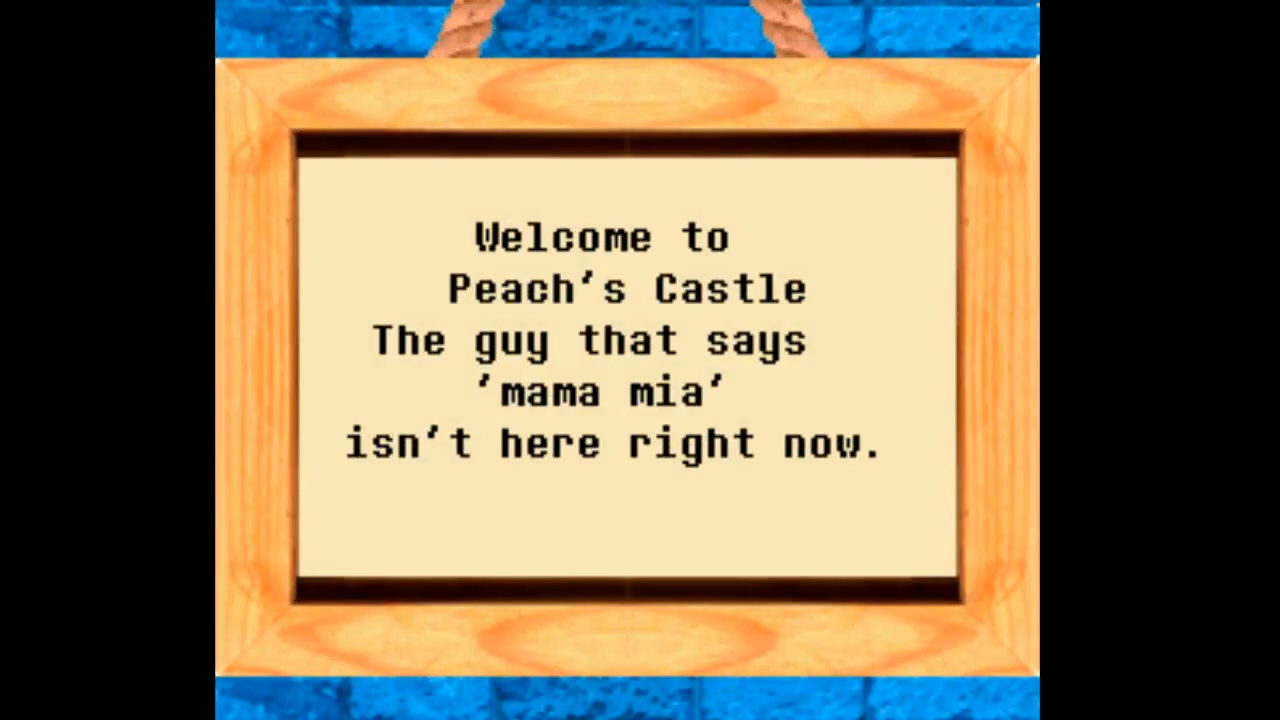 Welcome to
Peach's Castle
The guy that says
'mama mia'
isn't here right now.